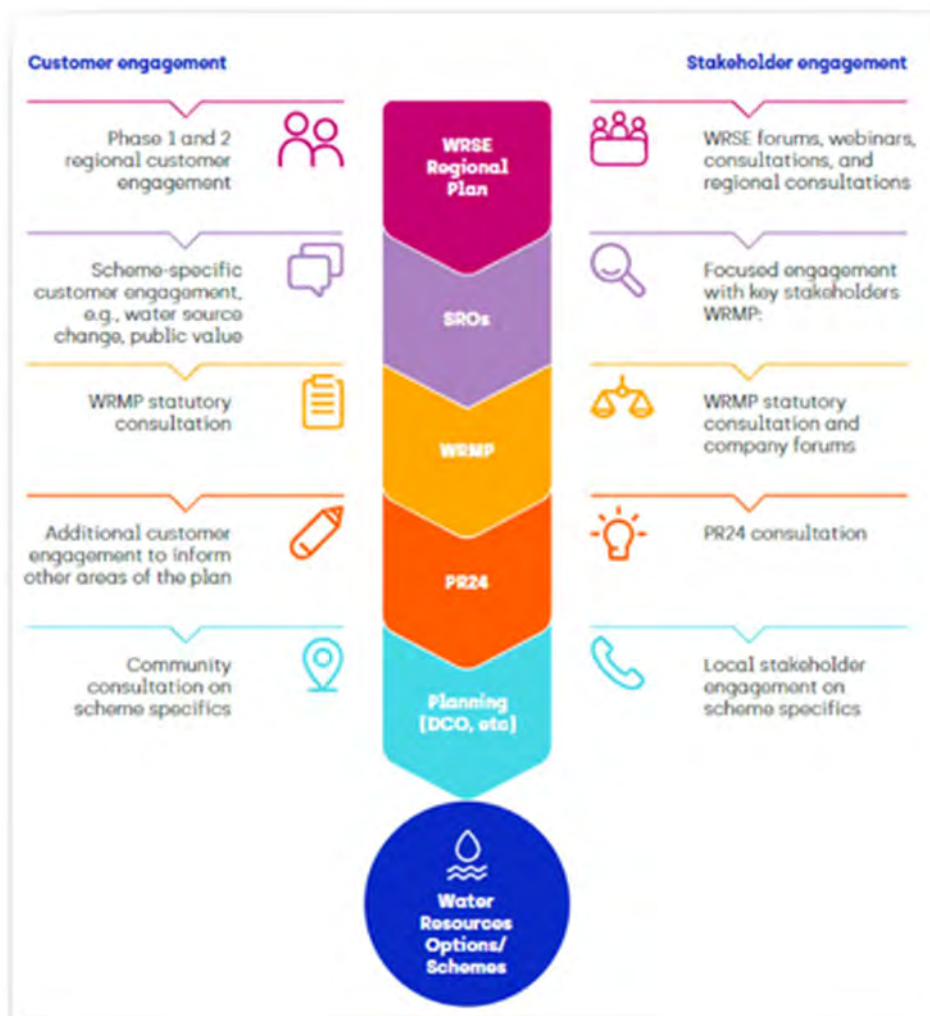 Customer engagement
Stakeholder engagement
Phase 1 and 2
regional customer
engagement
WRSE
Regional
Plan
WRSE forums, webinars,
consultations, and
regional consultations
Scheme-specific
customer engagement,
e.g., water source
change, public value
SROs
Focused engagement
with key stakeholders
WRMP:
WRMP statutory
consultation
WRMP
WRMP statutory
consultation and
company forums
Additional customer
engagement to inform
other areas of the plan
PR24
PR24 consultation
Community
consultation on
scheme specifics
Planning
(DCO, etc)
Local stakeholder
engagement on
scheme specifics
Water
Resources
Options/
Schemes